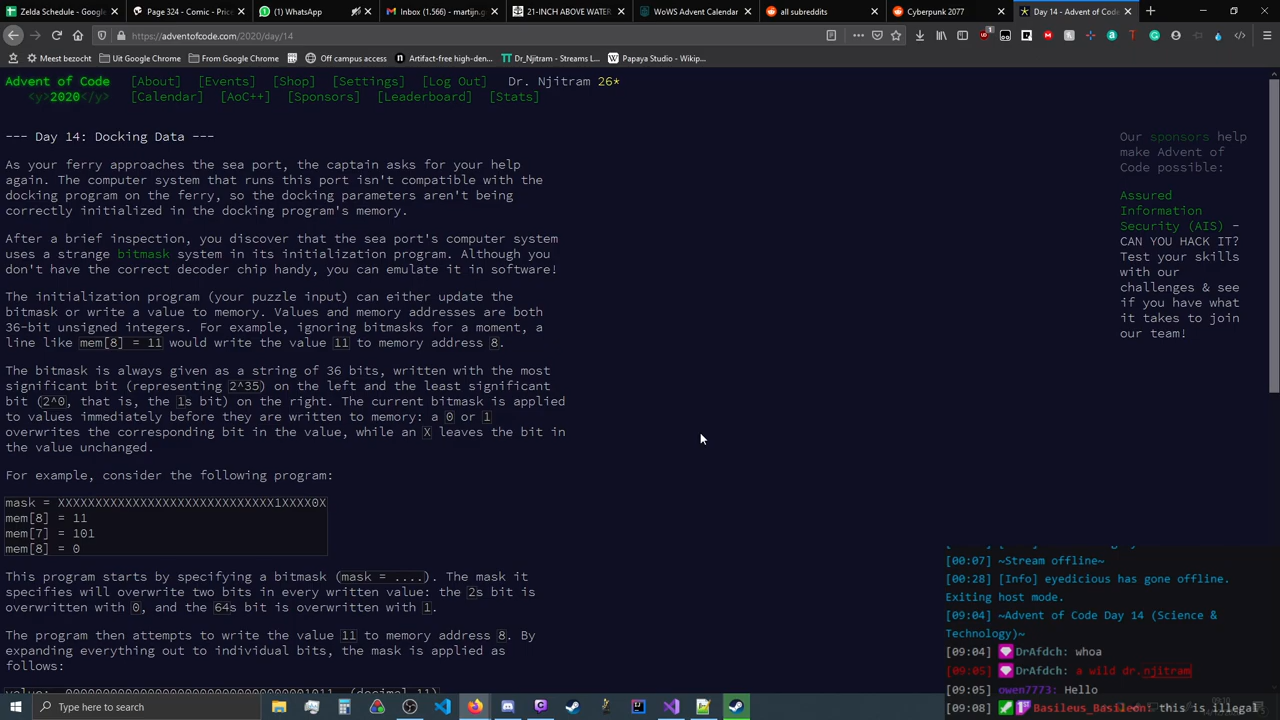 Zelda Schedule - Google
Page 324 - Comic - Price
(1) WhatsApp
Inbox (1.566) - martijn.g
21-INCH ABOVE WATER
WoWS Advent Calendar
all subreddits
Cyberpunk 2077
Day 14 - Advent of Code
https://adventofcode.com/2020/day/14
Meest bezocht
Uit Google Chrome
From Google Chrome
Off campus access
Artifact-free high-den...
Dr_Njitram - Streams L...
Papaya Studio - Wikip...
Advent of Code [About] [Events] [Shop] [Settings] [Log Out] Dr. Njitram 26*
<y>2020</y> [Calendar] [AoC++] [Sponsors] [Leaderboard] [Stats]
--- Day 14: Docking Data ---
As your ferry approaches the sea port, the captain asks for your help
again. The computer system that runs this port isn't compatible with the
docking program on the ferry, so the docking parameters aren't being
correctly initialized in the docking program's memory.
After a brief inspection, you discover that the sea port's computer system
uses a strange bitmask system in its initialization program. Although you
don't have the correct decoder chip handy, you can emulate it in software!
The initialization program (your puzzle input) can either update the
bitmask or write a value to memory. Values and memory addresses are both
36-bit unsigned integers. For example, ignoring bitmasks for a moment, a
line like mem[8] = 11 would write the value 11 to memory address 8.
The bitmask is always given as a string of 36 bits, written with the most
significant bit (representing 2^35) on the left and the least significant
bit (2^0, that is, the 1s bit) on the right. The current bitmask is applied
to values immediately before they are written to memory: a 0 or 1
overwrites the corresponding bit in the value, while an X leaves the bit in
the value unchanged.
For example, consider the following program:
mask = XXXXXXXXXXXXXXXXXXXXXXXXXXXXX1XXXX0X
mem[8] = 11
mem[7] = 101
mem[8] = 0
This program starts by specifying a bitmask (mask = ....). The mask it
specifies will overwrite two bits in every written value: the 2s bit is
overwritten with 0, and the 64s bit is overwritten with 1.
The program then attempts to write the value 11 to memory address 8. By
expanding everything out to individual bits, the mask is applied as
follows:
value: 000000000000000000000000000000001011 (decimal 11)
Our sponsors help
make Advent of
Code possible:
Assured
Information
Security (AIS) -
CAN YOU HACK IT?
Test your skills
with our
challenges & see
if you have what
it takes to join
our team!
[00:07] ~Stream offline~
[00:28] [Info] eyedicious has gone offline.
Exiting host mode.
[09:04] ~Advent of Code Day 14 (Science &
Technology)~
[09:04] DrAfdch: whoa
[09:05] DrAfdch: a wild dr.njitram
[09:05] owen7773: Hello
[09:08] Basileus_Basileon: this is illegal
Type here to search